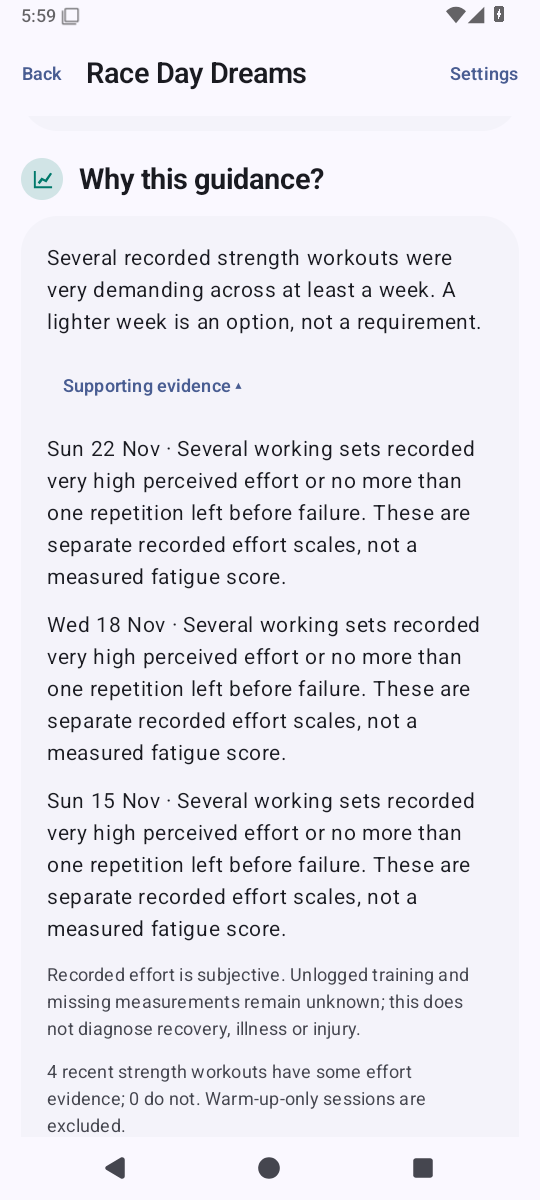 5:59
Back Race Day Dreams Settings
Why this guidance?
Several recorded strength workouts were
very demanding across at least a week. A
lighter week is an option, not a requirement.
Supporting evidence ▴
Sun 22 Nov · Several working sets recorded
very high perceived effort or no more than
one repetition left before failure. These are
separate recorded effort scales, not a
measured fatigue score.
Wed 18 Nov · Several working sets recorded
very high perceived effort or no more than
one repetition left before failure. These are
separate recorded effort scales, not a
measured fatigue score.
Sun 15 Nov · Several working sets recorded
very high perceived effort or no more than
one repetition left before failure. These are
separate recorded effort scales, not a
measured fatigue score.
Recorded effort is subjective. Unlogged training and
missing measurements remain unknown; this does
not diagnose recovery, illness or injury.
4 recent strength workouts have some effort
evidence; 0 do not. Warm-up-only sessions are
excluded.